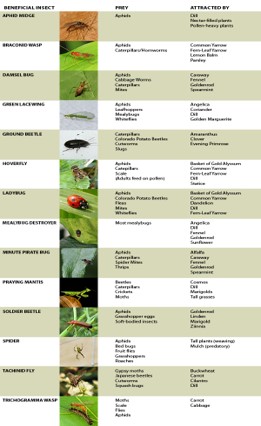 BENEFICIAL INSECT PREY ATTRACTED BY
APHID MIDGE
Aphids
Dill
Nectar-filled plants
Pollen-heavy plants
BRACONID WASP
Aphids
Caterpillars/Hornworms
Common Yarrow
Fern-Leaf Yarrow
Lemon Balm
Parsley
DAMSEL BUG
Aphids
Cabbage Worms
Caterpillars
Mites
Caraway
Fennel
Goldenrod
Spearmint
GREEN LACEWING
Aphids
Leafhoppers
Mealybugs
Whiteflies
Angelica
Coriander
Dill
Golden Marguerite
GROUND BEETLE
Caterpillars
Colorado Potato Beetles
Cutworms
Slugs
Amaranthus
Clover
Evening Primrose
HOVERFLY
Aphids
Caterpillars
Scale
(Adults feed on pollen)
Basket of Gold Alyssum
Common Yarrow
Fern-Leaf Yarrow
Dill
Statice
LADYBUG
Aphids
Colorado Potato Beetles
Fleas
Mites
Whiteflies
Basket of Gold Alyssum
Common Yarrow
Dandelion
Dill
Fern-Leaf Yarrow
MEALYBUG DESTROYER
Most mealybugs
Angelica
Dill
Fennel
Goldenrod
Sunflower
MINUTE PIRATE BUG
Aphids
Caterpillars
Spider Mites
Thrips
Alfalfa
Caraway
Fennel
Goldenrod
Spearmint
PRAYING MANTIS
Beetles
Caterpillars
Crickets
Moths
Cosmos
Dill
Marigolds
Tall grasses
SOLDIER BEETLE
Aphids
Grasshopper eggs
Soft-bodied insects
Goldenrod
Linden
Marigold
Zinnia
SPIDER
Aphids
Bed bugs
Fruit flies
Grasshoppers
Roaches
Tall plants (weaving)
Mulch (predatory)
TACHINID FLY
Gypsy moths
Japanese beetles
Cutworms
Squash bugs
Buckwheat
Carrot
Cilantro
Dill
TRICHOGRAMMA WASP
Moths
Scale
Flies
Aphids
Carrot
Cabbage